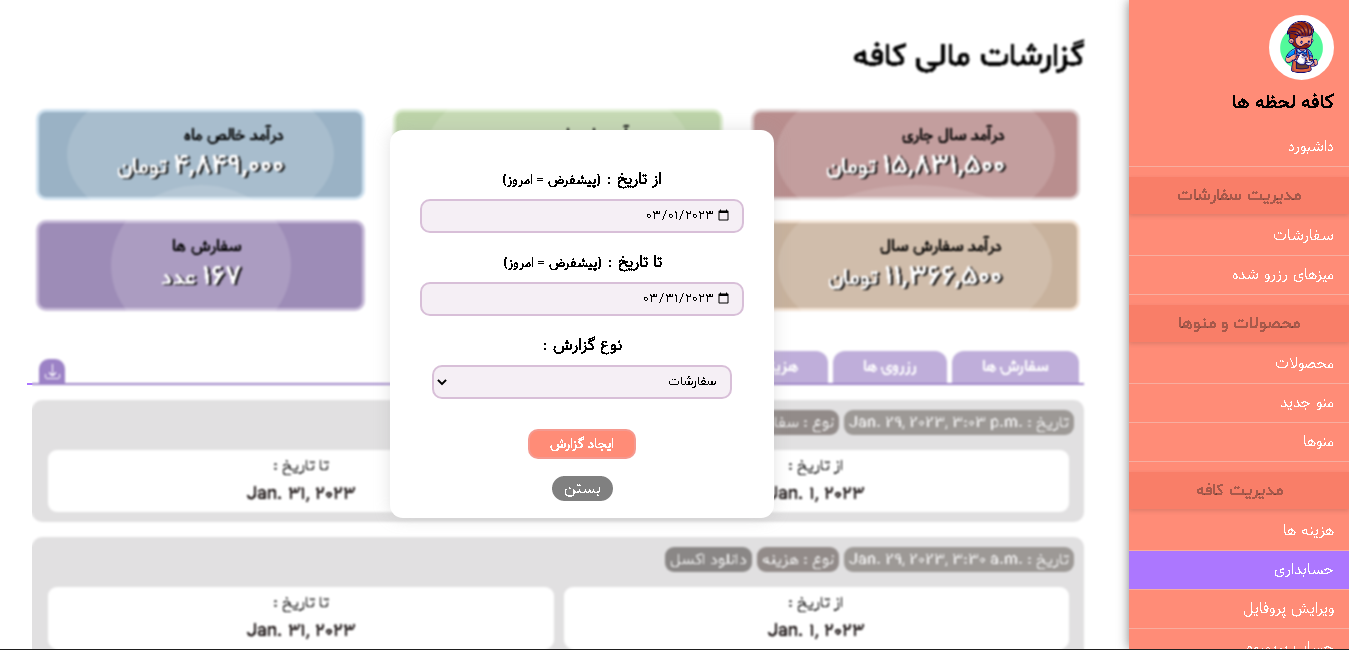 کافه لحظه ها
داشبورد
مدیریت سفارشات
سفارشات
میزهای رزرو شده
محصولات و منوها
محصولات
منو جدید
منوها
مدیریت کافه
هزینه ها
حسابداری
ویرایش پروفایل
گزارشات مالی کافه
درآمد سال جاری
۱۵,۸۳۱,۵۰۰ تومان
درآمد خالص ماه
۴,۸۴۹,۰۰۰ تومان
درآمد سفارش سال
۱۱,۳۶۶,۵۰۰ تومان
سفارش ها
۱۶۷ عدد
از تاریخ : (پیشفرض = امروز)
۰۳/۰۱/۲۰۲۳
تا تاریخ : (پیشفرض = امروز)
۰۳/۳۱/۲۰۲۳
نوع گزارش :
سفارشات
ایجاد گزارش
بستن
سفارش ها
رزروی ها
تاریخ : Jan. ۲۹, ۲۰۲۳, ۳:۰۳ p.m.
نوع :
از تاریخ :
Jan. ۱, ۲۰۲۳
تا تاریخ :
Jan. ۳۱, ۲۰۲۳
تاریخ : Jan. ۲۹, ۲۰۲۳, ۳:۳۰ a.m.
نوع : هزینه
دانلود اکسل
از تاریخ :
Jan. ۱, ۲۰۲۳
تا تاریخ :
Jan. ۳۱, ۲۰۲۳